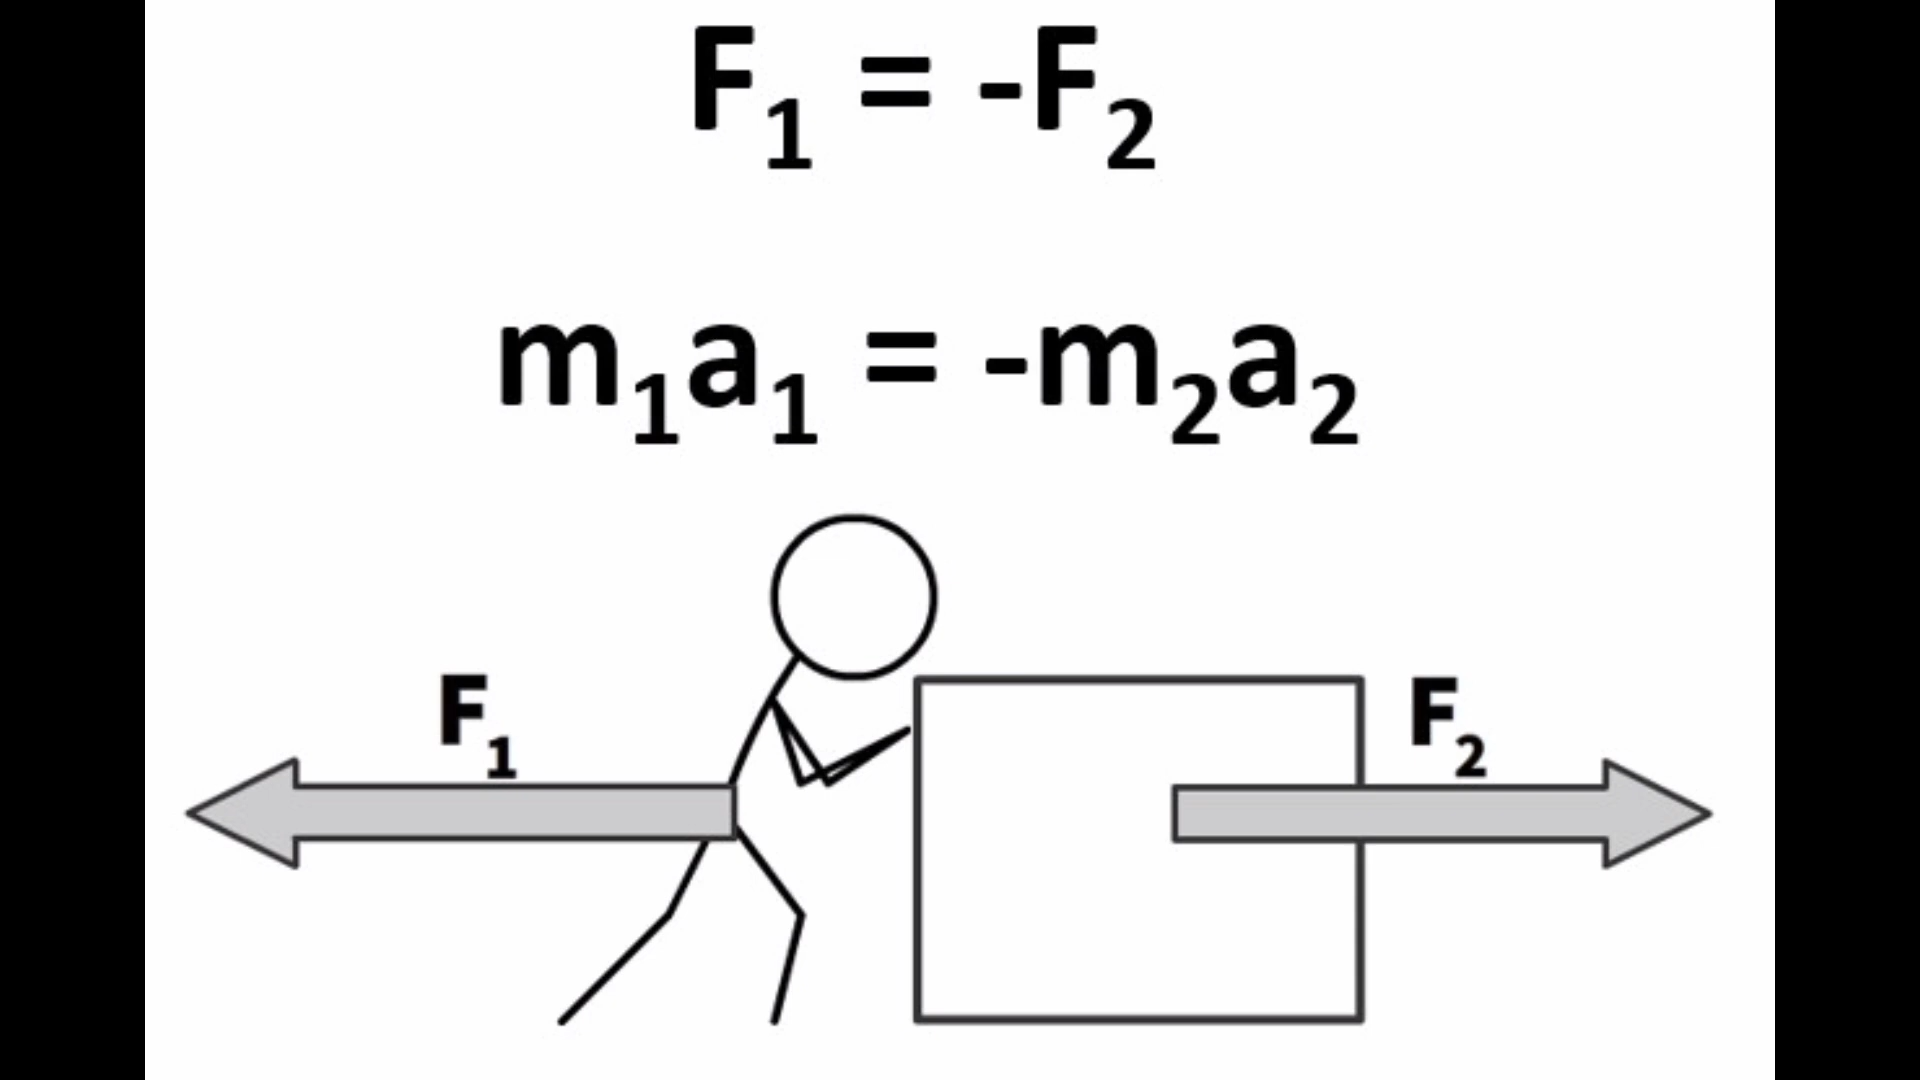 F₁ = -F₂
m₁a₁ = -m₂a₂
F₁
F₂